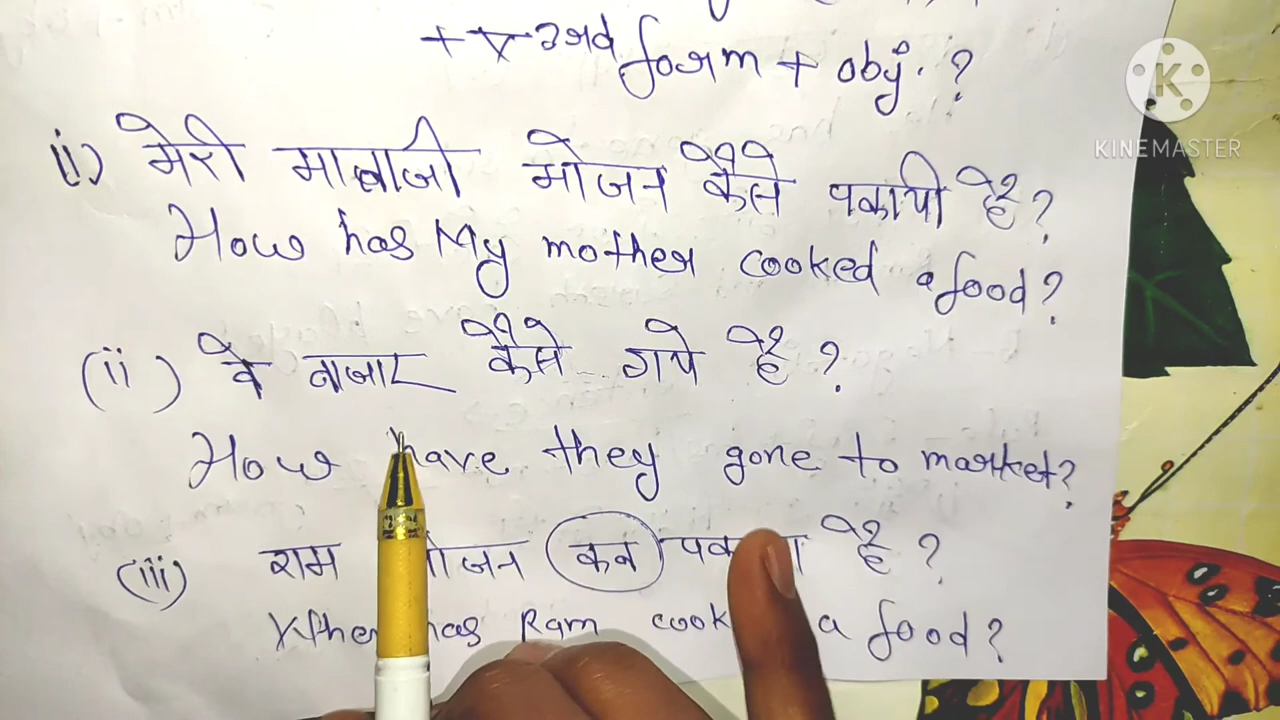 + V 3rd form + obj. ?
KINEMASTER
(i) मेरी माताजी भोजन कैसे पकायी है ?
How has My mother cooked a food ?
(ii) वे बाजार कैसे गये है ?
How have they gone to market?
(iii) राम कब है ?
has Ram a food ?